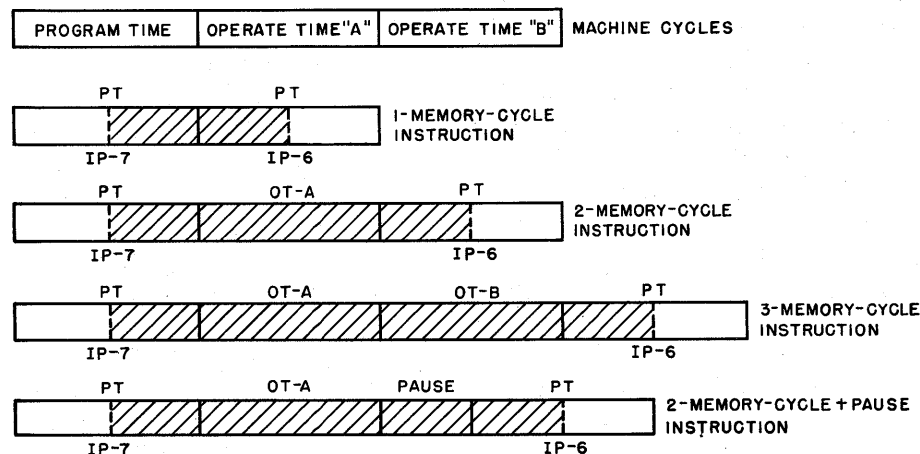 PROGRAM TIME OPERATE TIME "A" OPERATE TIME "B" MACHINE CYCLES
PT PT
1-MEMORY-CYCLE
INSTRUCTION
IP-7 IP-6
PT OT-A PT
2-MEMORY-CYCLE
INSTRUCTION
IP-7 IP-6
PT OT-A OT-B PT
3-MEMORY-CYCLE
INSTRUCTION
IP-7 IP-6
PT OT-A PAUSE PT
2-MEMORY-CYCLE + PAUSE
INSTRUCTION
IP-7 IP-6